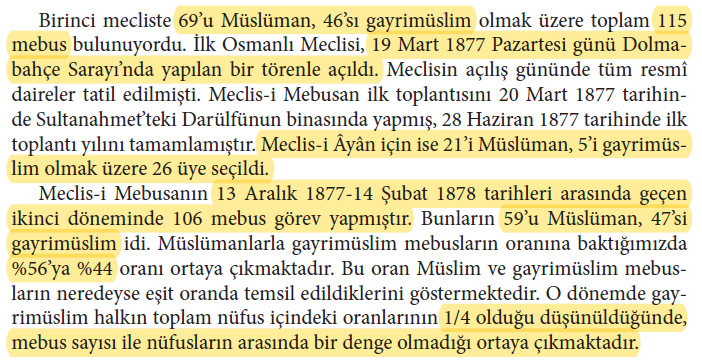 Birinci mecliste 69’u Müslüman, 46’sı gayrimüslim olmak üzere toplam 115
mebus bulunuyordu. İlk Osmanlı Meclisi, 19 Mart 1877 Pazartesi günü Dolma-
bahçe Sarayı’nda yapılan bir törenle açıldı. Meclisin açılış gününde tüm resmî
daireler tatil edilmişti. Meclis-i Mebusan ilk toplantısını 20 Mart 1877 tarihin-
de Sultanahmet’teki Darülfünun binasında yapmış, 28 Haziran 1877 tarihinde ilk
toplantı yılını tamamlamıştır. Meclis-i Âyân için ise 21’i Müslüman, 5’i gayrimüs-
lim olmak üzere 26 üye seçildi.
Meclis-i Mebusanın 13 Aralık 1877-14 Şubat 1878 tarihleri arasında geçen
ikinci döneminde 106 mebus görev yapmıştır. Bunların 59’u Müslüman, 47’si
gayrimüslim idi. Müslümanlarla gayrimüslim mebusların oranına baktığımızda
%56’ya %44 oranı ortaya çıkmaktadır. Bu oran Müslim ve gayrimüslim mebus-
ların neredeyse eşit oranda temsil edildiklerini göstermektedir. O dönemde gay-
rimüslim halkın toplam nüfus içindeki oranlarının 1/4 olduğu düşünüldüğünde,
mebus sayısı ile nüfusların arasında bir denge olmadığı ortaya çıkmaktadır.